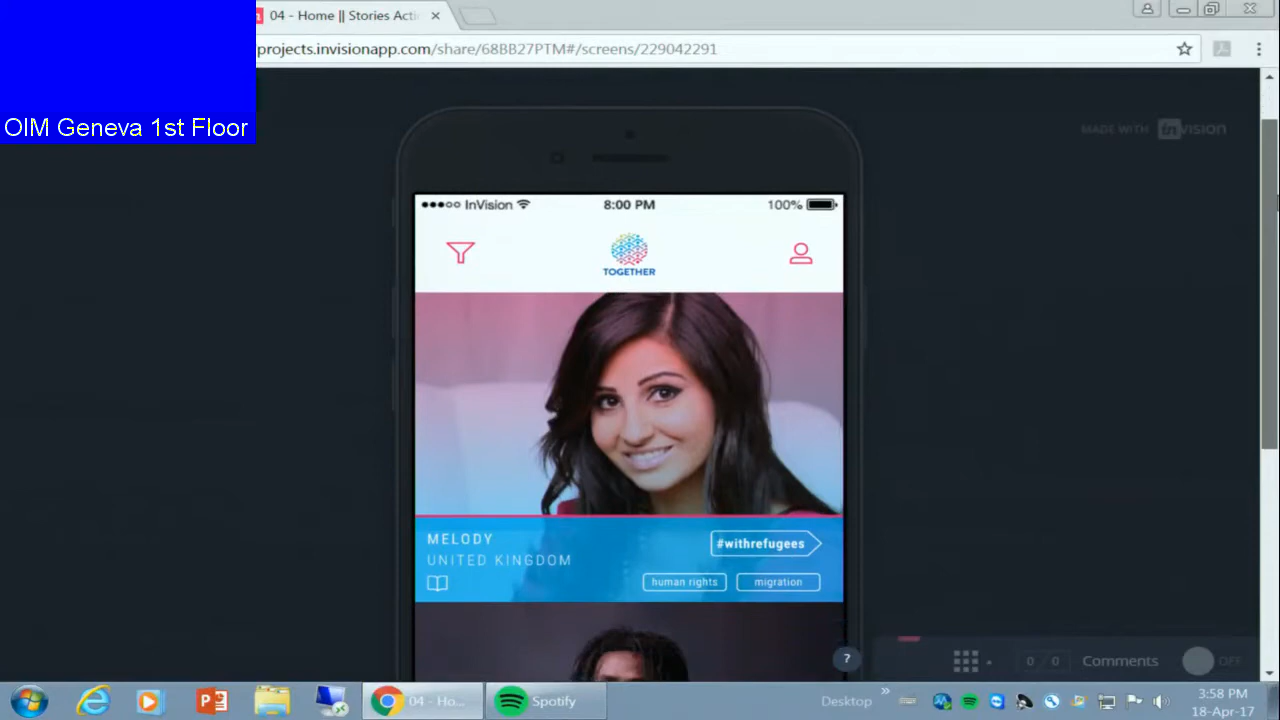 04 - Home || Stories Acti
projects.invisionapp.com/share/68BB27PTM#/screens/229042291
OIM Geneva 1st Floor
MADE WITH invision
InVision 8:00 PM 100%
TOGETHER
MELODY
#withrefugees
UNITED KINGDOM
human rights migration
?
0 / 0 Comments OFF
04 - Ho... Spotify Desktop » 3:58 PM
18-Apr-17